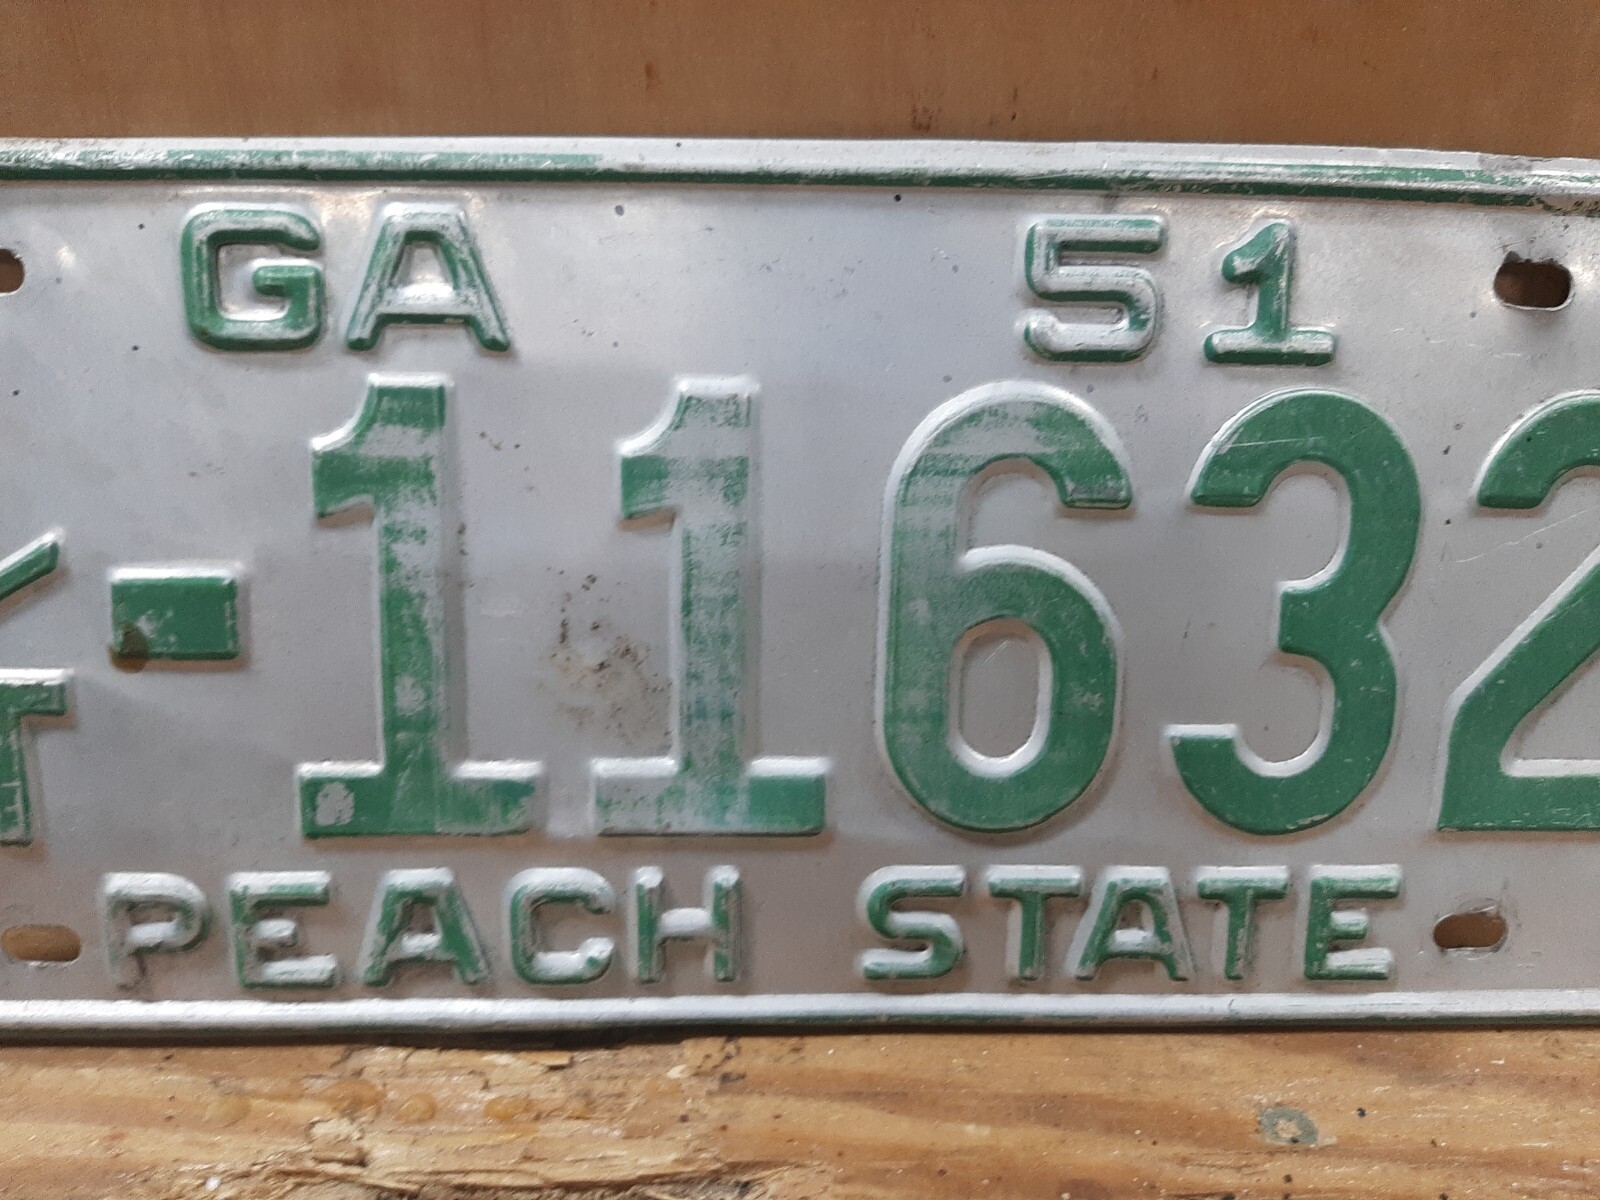 GA 51
-11632
PEACH STATE